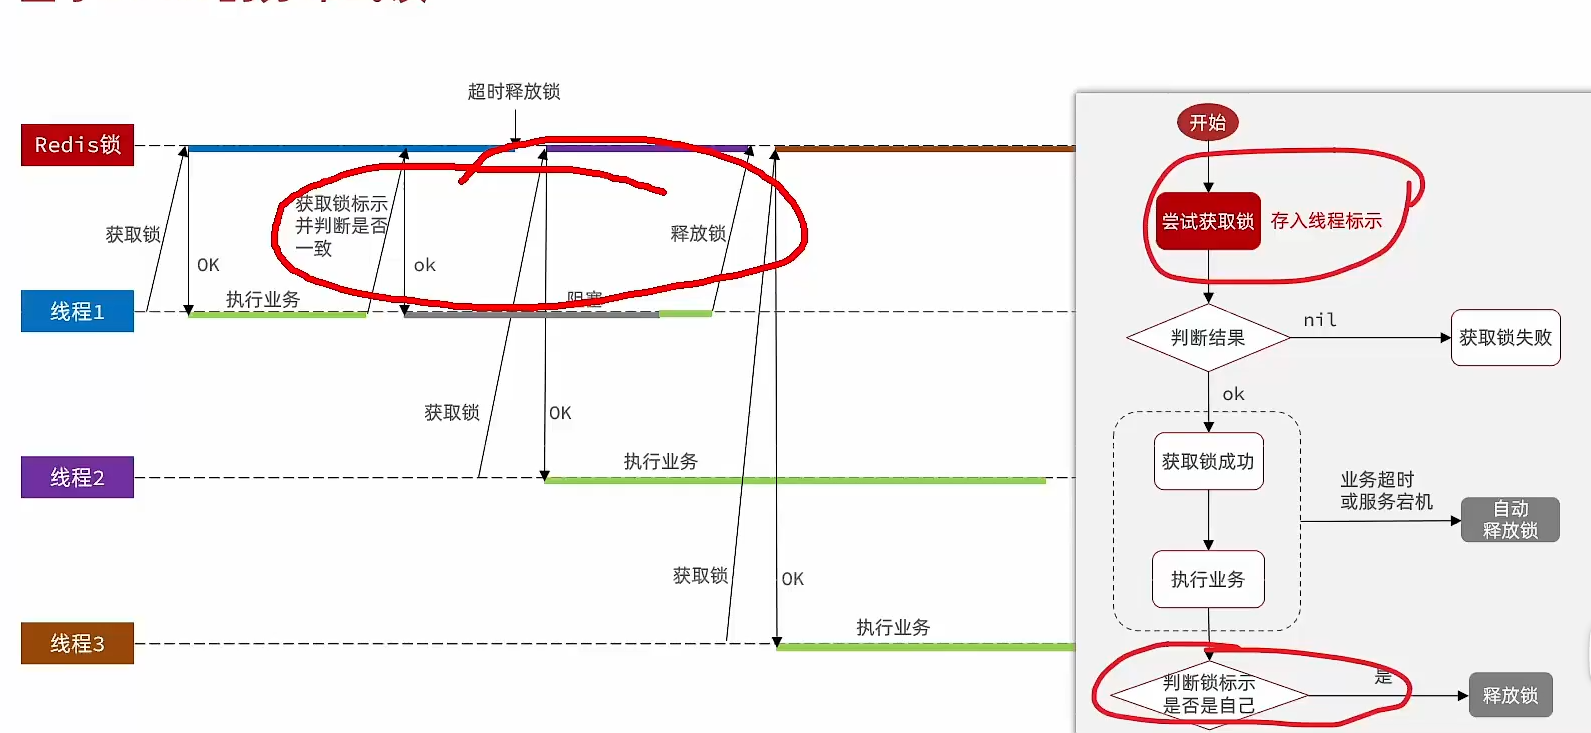 超时释放锁
Redis锁
获取锁标示
并判断是否
一致
释放锁
获取锁
OK
ok
线程1
执行业务
阻塞
获取锁
OK
线程2
执行业务
获取锁
OK
线程3
执行业务
开始
尝试获取锁
存入线程标示
判断结果
nil
获取锁失败
ok
获取锁成功
业务超时
或服务宕机
自动
释放锁
执行业务
判断锁标示
是否是自己
是
释放锁